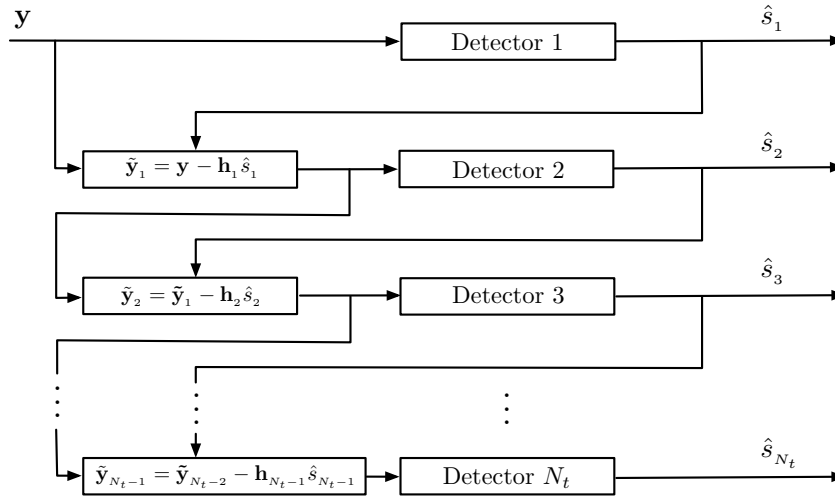 𝐲
Detector 1
ŝ₁
ỹ₁ = 𝐲 − 𝐡₁ŝ₁
Detector 2
ŝ₂
ỹ₂ = ỹ₁ − 𝐡₂ŝ₂
Detector 3
ŝ₃
⋮ ⋮ ⋮
ỹ_{N_t−1} = ỹ_{N_t−2} − 𝐡_{N_t−1}ŝ_{N_t−1}
Detector N_t
ŝ_{N_t}